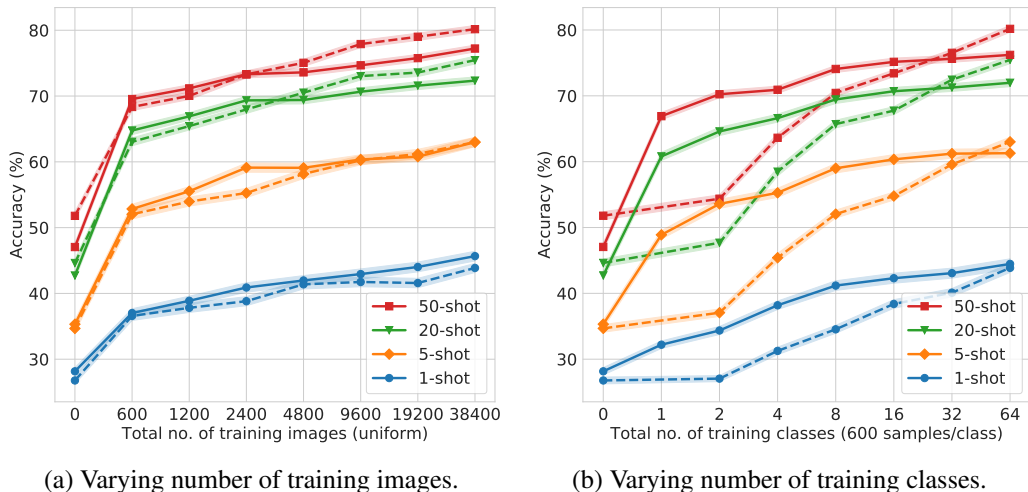 80
70
60
50
40
30
Accuracy (%)
50-shot
20-shot
5-shot
1-shot
0 600 1200 2400 4800 9600 19200 38400
Total no. of training images (uniform)
(a) Varying number of training images.
80
70
60
50
40
30
Accuracy (%)
50-shot
20-shot
5-shot
1-shot
0 1 2 4 8 16 32 64
Total no. of training classes (600 samples/class)
(b) Varying number of training classes.